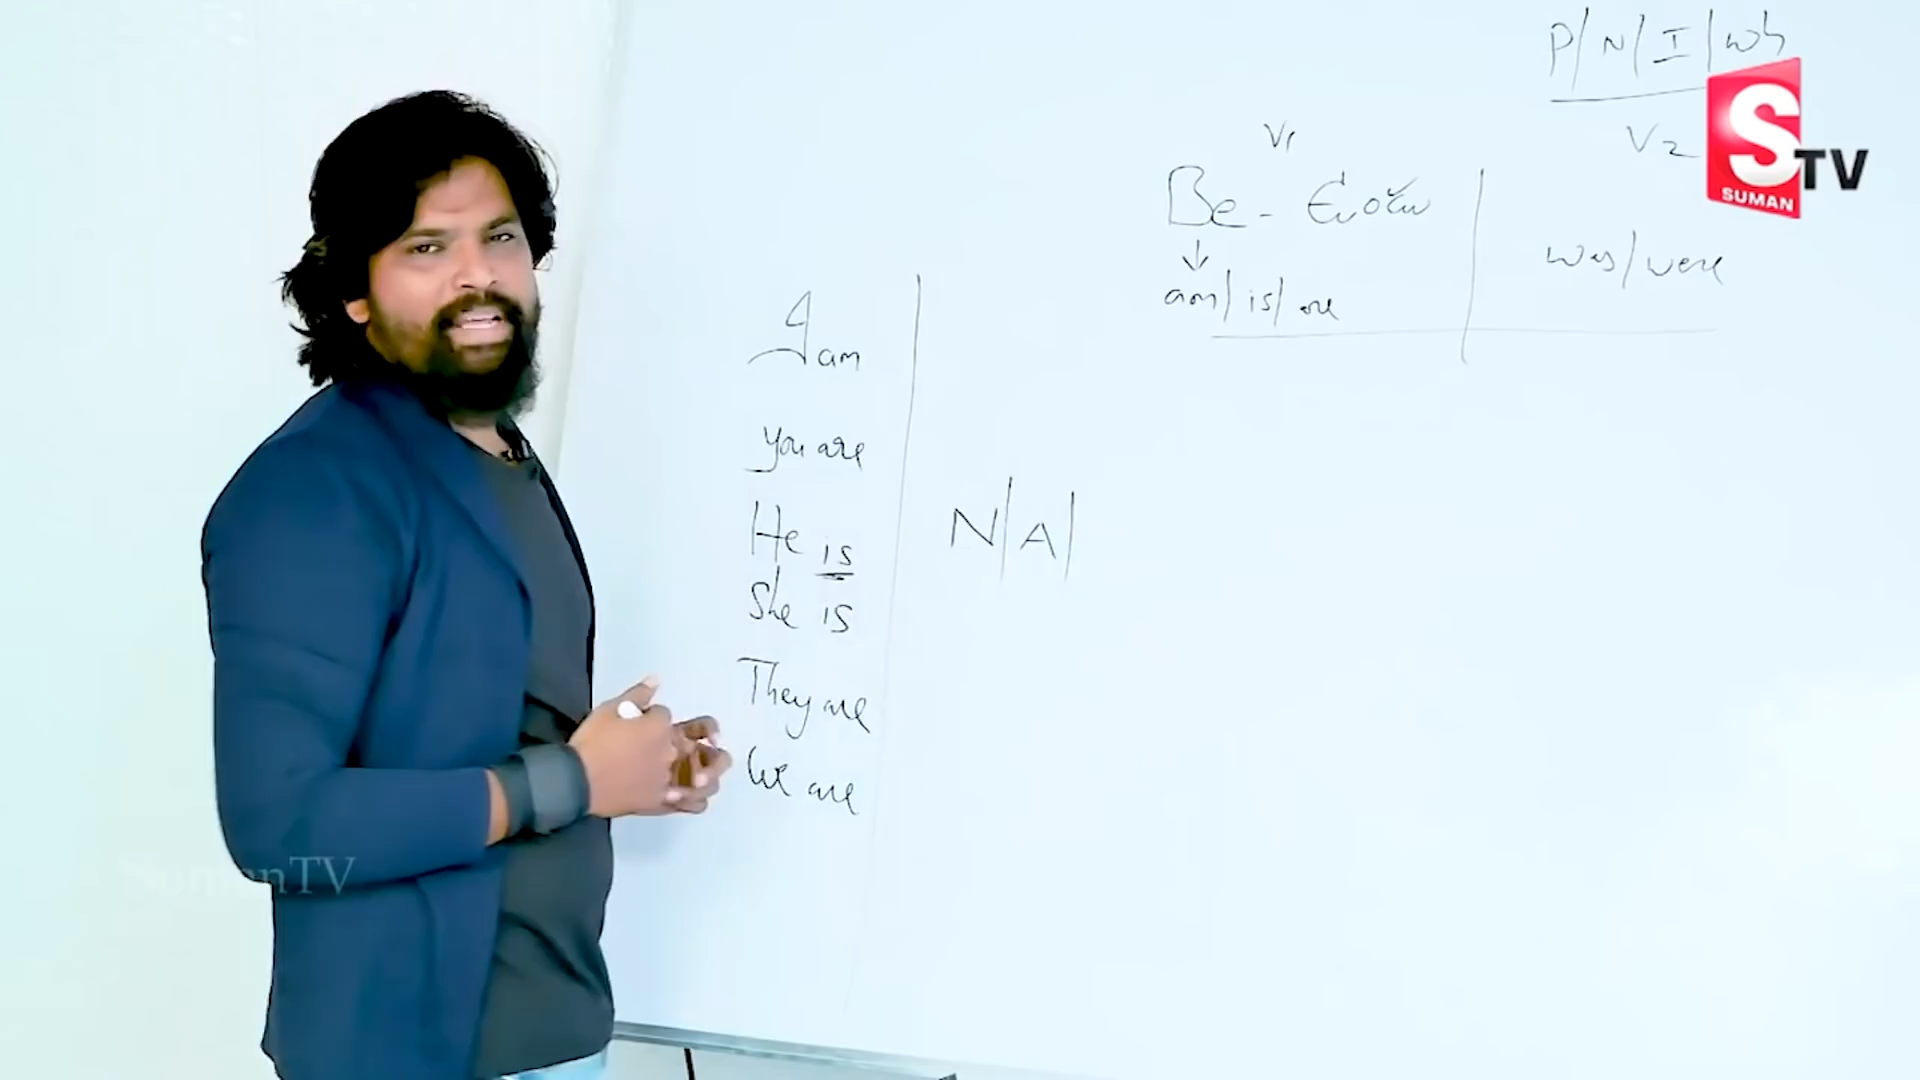 P/N/I/wh
V1
V2
Be - ఉండు
was/were
↓
am/is/are
I am
you are
He is
She is
They are
We are
N/A/
S TV
SUMAN
SumanTV